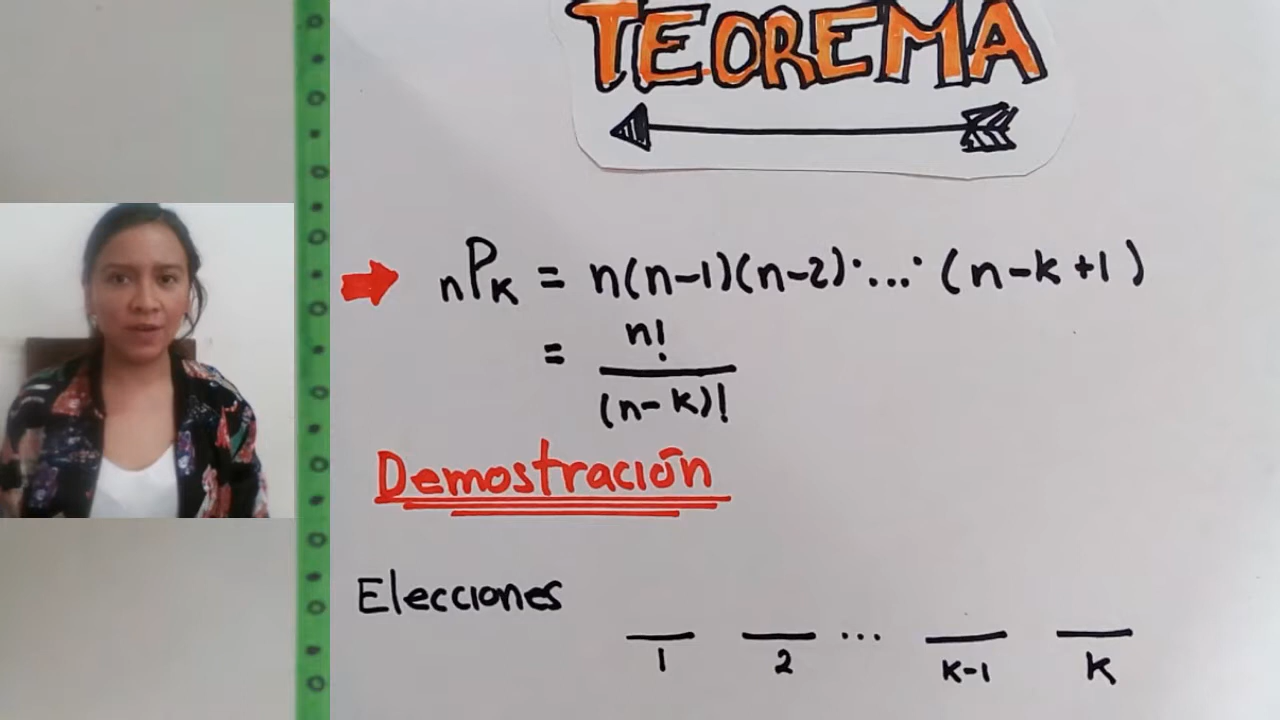 TEOREMA
nPk = n(n-1)(n-2)·...·(n-k+1)
= n!/(n-k)!
Demostración
Elecciones
1 2 ... k-1 k